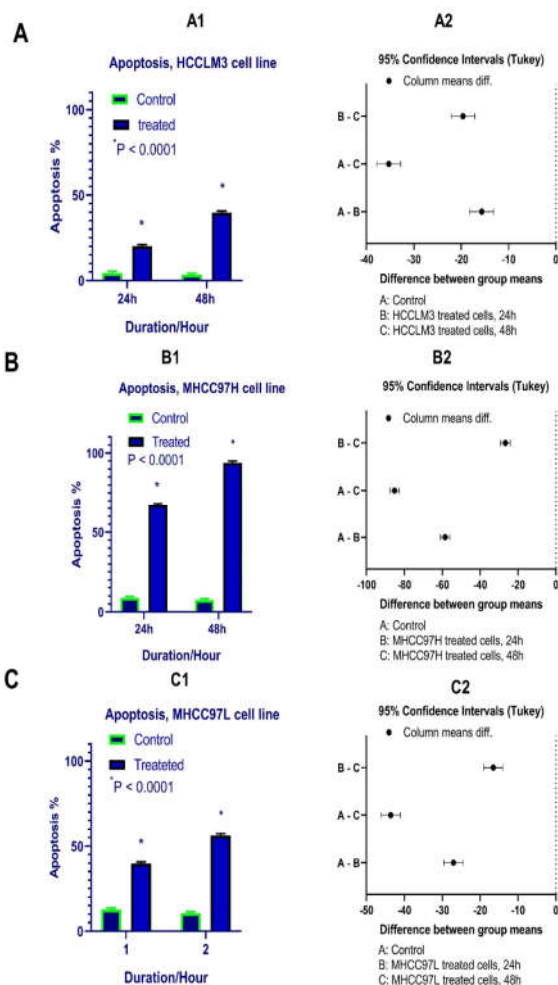 A
A1
Apoptosis, HCCLM3 cell line
Control
treated
*P < 0.0001
Apoptosis %
100
50
0
*
*
24h
48h
Duration/Hour
A2
95% Confidence Intervals (Tukey)
Column means diff.
B - C
A - C
A - B
-40
-30
-20
-10
0
Difference between group means
A: Control
B: HCCLM3 treated cells, 24h
C: HCCLM3 treated cells, 48h
B
B1
Apoptosis, MHCC97H cell line
Control
Treated
P < 0.0001
Apoptosis %
100
50
0
*
*
24h
48h
Duration/Hour
B2
95% Confidence Intervals (Tukey)
Column means diff.
B - C
A - C
A - B
-100
-80
-60
-40
-20
0
Difference between group means
A: Control
B: MHCC97H treated cells, 24h
C: MHCC97H treated cells, 48h
C
C1
Apoptosis, MHCC97L cell line
Control
Treateted
*P < 0.0001
Apoptosis %
100
50
0
*
*
1
2
Duration/Hour
C2
95% Confidence Intervals (Tukey)
Column means diff.
B - C
A - C
A - B
-50
-40
-30
-20
-10
0
Difference between group means
A: Control
B: MHCC97L treated cells, 24h
C: MHCC97L treated cells, 48h